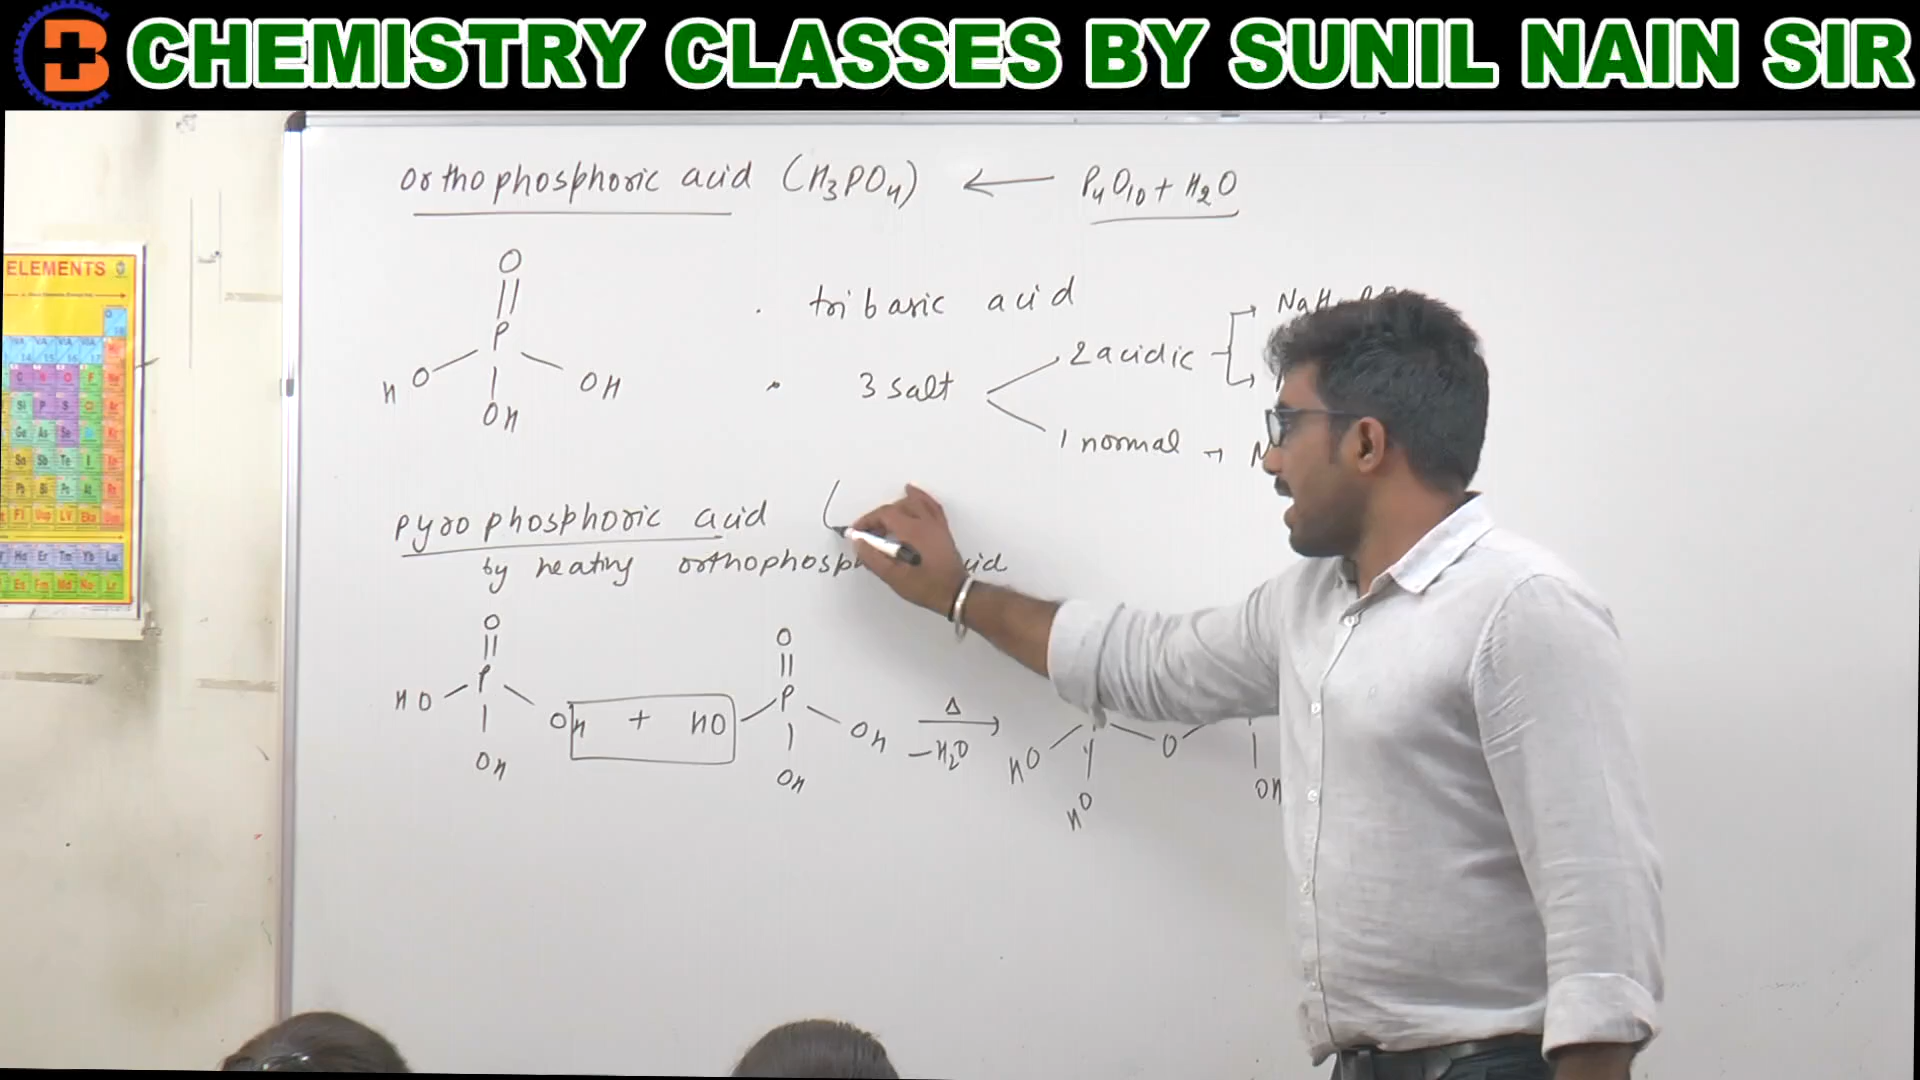 CHEMISTRY CLASSES BY SUNIL NAIN SIR
orthophosphoric acid (H3PO4) ← P4O10 + H2O
O
P
HO OH
OH
ELEMENTS
. tribasic acid
. 3 salt
2 acidic
1 normal →
pyrophosphoric acid (
by heating
O O
HO P OH + HO P OH
OH OH
Δ
-H2O
HO O
HO OH